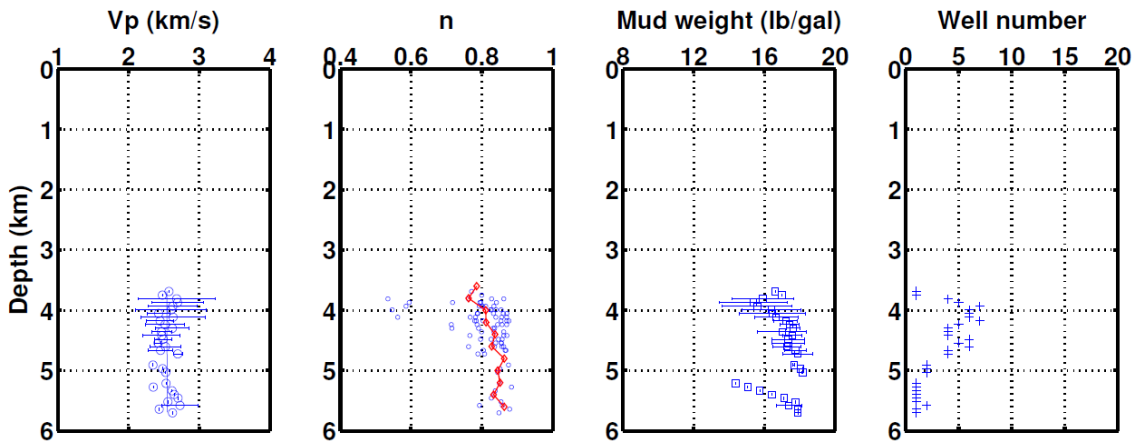 Vp (km/s) n Mud weight (lb/gal) Well number
1 2 3 4 0.4 0.6 0.8 1 8 12 16 20 0 5 10 15 20
0 0 0 0
1 1 1 1
2 2 2 2
Depth (km)
3 3 3 3
4 4 4 4
5 5 5 5
6 6 6 6